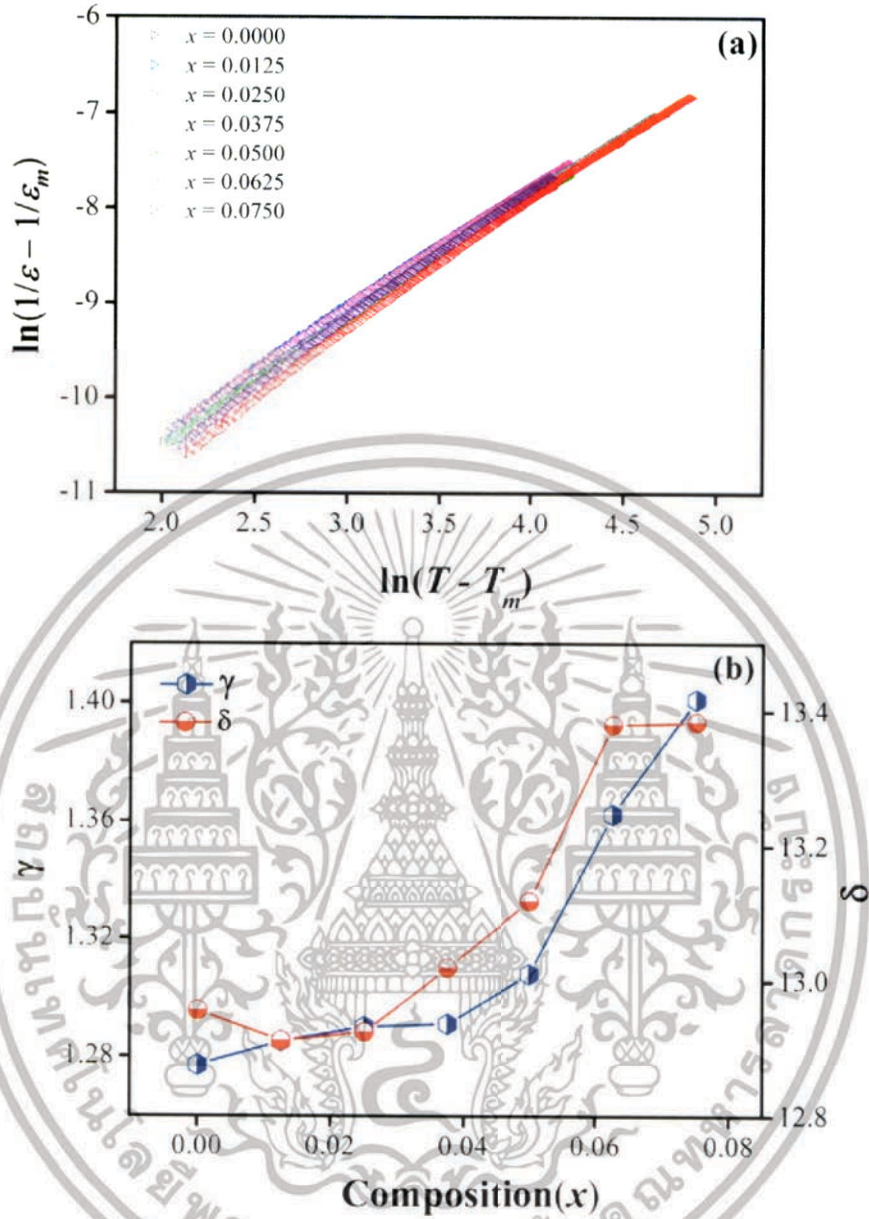 (a)
x = 0.0000
x = 0.0125
x = 0.0250
x = 0.0375
x = 0.0500
x = 0.0625
x = 0.0750
ln(1/ε − 1/εm)
-6
-7
-8
-9
-10
-11
2.0 2.5 3.0 3.5 4.0 4.5 5.0
ln(T - Tm)
(b)
γ
δ
γ
1.40
1.36
1.32
1.28
13.4
13.2
13.0
12.8
δ
0.00 0.02 0.04 0.06 0.08
Composition(x)